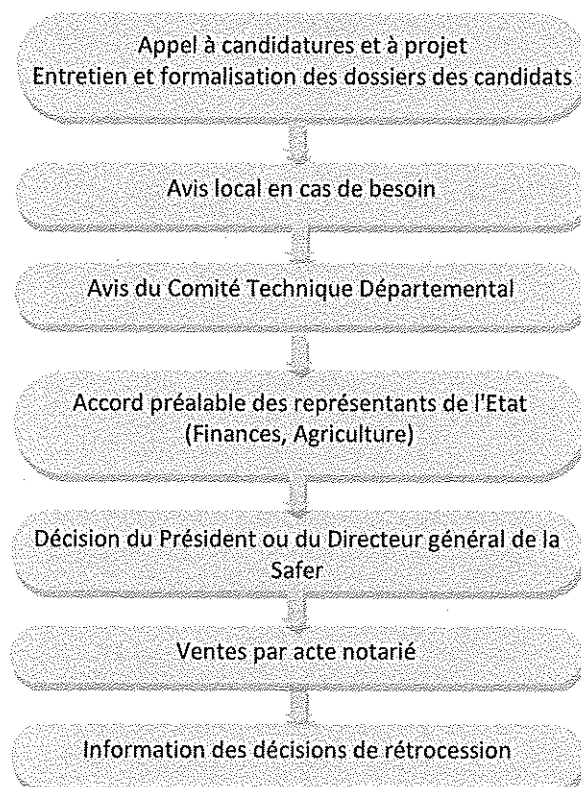 Appel à candidatures et à projet
Entretien et formalisation des dossiers des candidats
Avis local en cas de besoin
Avis du Comité Technique Départemental
Accord préalable des représentants de l'Etat
(Finances, Agriculture)
Décision du Président ou du Directeur général de la
Safer
Ventes par acte notarié
Information des décisions de rétrocession